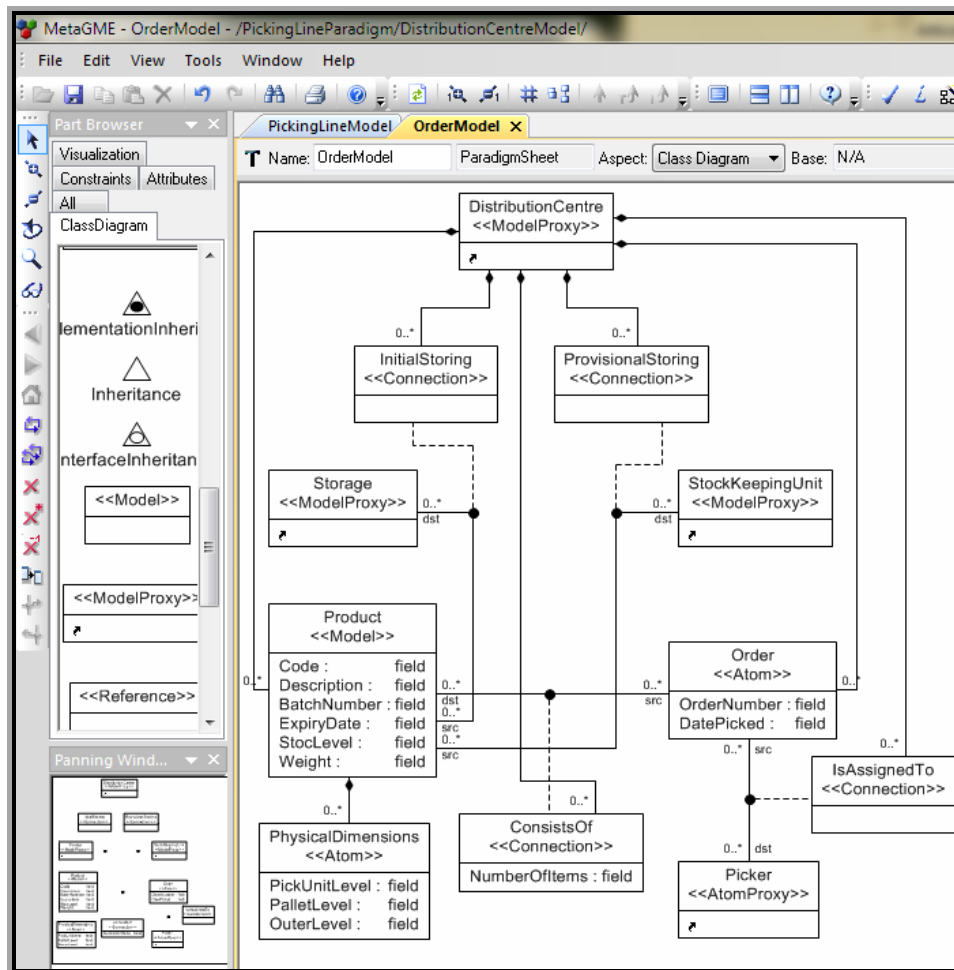 MetaGME - OrderModel - /PickingLineParadigm/DistributionCentreModel/
File Edit View Tools Window Help
Part Browser
Visualization
Constraints Attributes
All
ClassDiagram
lementationInheri
Inheritance
nterfaceInheritan
<<Model>>
<<ModelProxy>>
<<Reference>>
Panning Wind...
PickingLineModel OrderModel
Name: OrderModel ParadigmSheet Aspect: Class Diagram Base: N/A
DistributionCentre
<<ModelProxy>>
0..*
0..*
InitialStoring
<<Connection>>
ProvisionalStoring
<<Connection>>
Storage
<<ModelProxy>>
0..*
dst
StockKeepingUnit
<<ModelProxy>>
0..*
dst
Product
<<Model>>
Code : field
Description : field
BatchNumber : field
ExpiryDate : field
StocLevel : field
Weight : field
0..*
0..*
dst
0..*
src
0..*
src
0..*
src
Order
<<Atom>>
OrderNumber : field
DatePicked : field
0..*
0..* src
0..*
IsAssignedTo
<<Connection>>
0..*
PhysicalDimensions
<<Atom>>
PickUnitLevel : field
PalletLevel : field
OuterLevel : field
0..*
ConsistsOf
<<Connection>>
NumberOfItems : field
0..* dst
Picker
<<AtomProxy>>